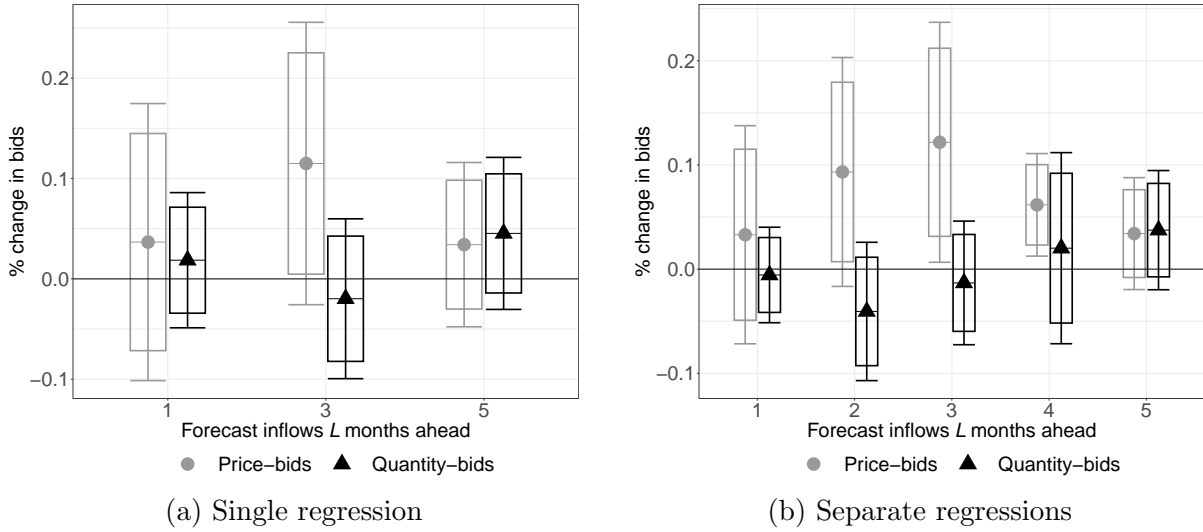 % change in bids
0.2
0.1
0.0
−0.1
1 3 5
Forecast inflows L months ahead
Price−bids Quantity−bids
(a) Single regression
% change in bids
0.2
0.1
0.0
−0.1
1 2 3 4 5
Forecast inflows L months ahead
Price−bids Quantity−bids
(b) Separate regressions